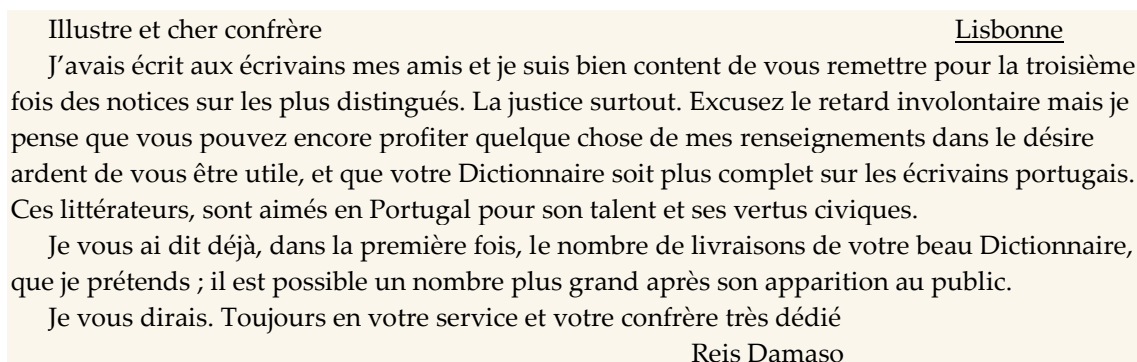 Illustre et cher confrère Lisbonne
J’avais écrit aux écrivains mes amis et je suis bien content de vous remettre pour la troisième
fois des notices sur les plus distingués. La justice surtout. Excusez le retard involontaire mais je
pense que vous pouvez encore profiter quelque chose de mes renseignements dans le désire
ardent de vous être utile, et que votre Dictionnaire soit plus complet sur les écrivains portugais.
Ces littérateurs, sont aimés en Portugal pour son talent et ses vertus civiques.
Je vous ai dit déjà, dans la première fois, le nombre de livraisons de votre beau Dictionnaire,
que je prétends ; il est possible un nombre plus grand après son apparition au public.
Je vous dirais. Toujours en votre service et votre confrère très dédié
Reis Damaso